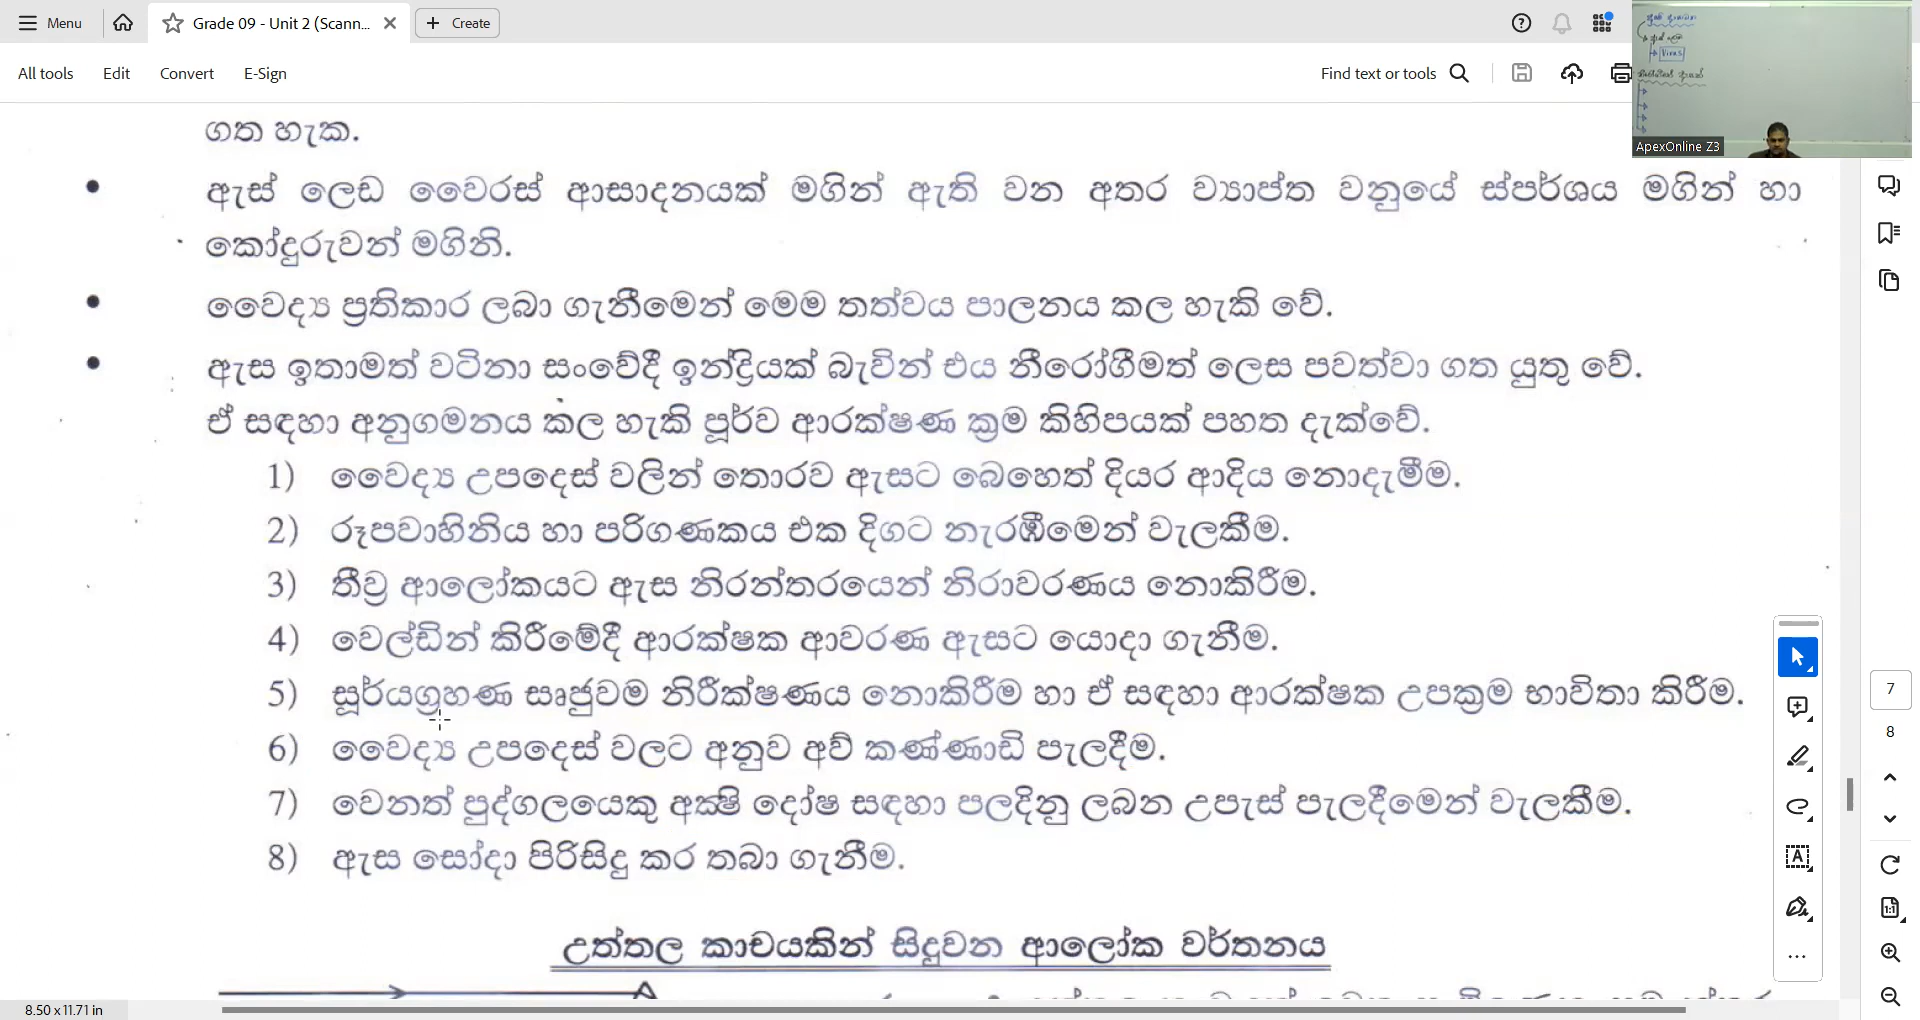 Menu
Grade 09 - Unit 2 (Scann...
Create
All tools
Edit
Convert
E-Sign
Find text or tools
Virus
ApexOnline Z3
ගත හැක.
• ඇස් ලෙඩ වෛරස් ආසාදනයක් මගින් ඇති වන අතර ව්‍යාප්ත වනුයේ ස්පර්ශය මගින් හා
කෝදුරුවන් මගිනි.
• වෛද්‍ය ප්‍රතිකාර ලබා ගැනීමෙන් මෙම තත්වය පාලනය කල හැකි වේ.
• ඇස ඉතාමත් වටිනා සංවේදී ඉන්ද්‍රියක් බැවින් එය නීරෝගීමත් ලෙස පවත්වා ගත යුතු වේ.
ඒ සඳහා අනුගමනය කල හැකි පූර්ව ආරක්ෂණ ක්‍රම කිහිපයක් පහත දැක්වේ.
1) වෛද්‍ය උපදෙස් වලින් තොරව ඇසට බෙහෙත් දියර ආදිය නොදැමීම.
2) රූපවාහිනිය හා පරිගණකය එක දිගට නැරඹීමෙන් වැලකීම.
3) තීව්‍ර ආලෝකයට ඇස නිරන්තරයෙන් නිරාවරණය නොකිරීම.
4) වෙල්ඩින් කිරීමේදී ආරක්ෂක ආවරණ ඇසට යොදා ගැනීම.
5) සූර්යග්‍රහණ සෘජුවම නිරීක්ෂණය නොකිරීම හා ඒ සඳහා ආරක්ෂක උපක්‍රම භාවිතා කිරීම.
6) වෛද්‍ය උපදෙස් වලට අනුව අව් කණ්ණාඩි පැලඳීම.
7) වෙනත් පුද්ගලයෙකු අක්‍ෂි දෝෂ සඳහා පලදිනු ලබන උපැස් පැලදීමෙන් වැලකීම.
8) ඇස සෝදා පිරිසිදු කර තබා ගැනීම.
උත්තල කාචයකින් සිදුවන ආලෝක වර්තනය
7
8
8.50 x 11.71 in